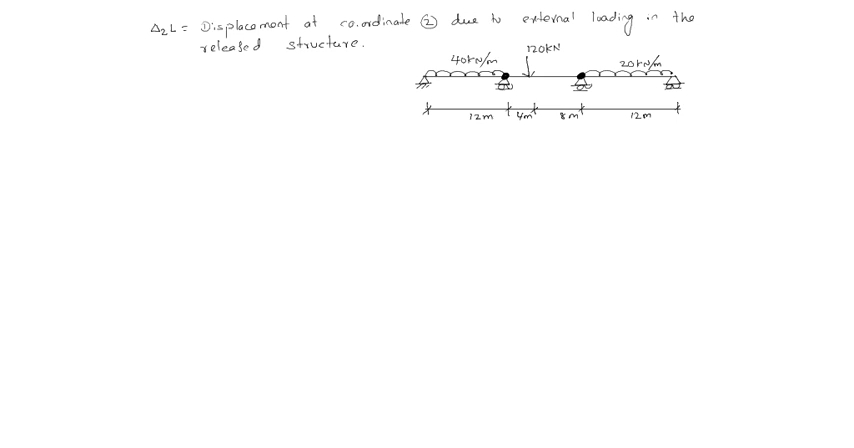 Δ₂L = Displacement at co.ordinate ② due to external loading in the
released structure.
120KN
40KN/m
20KN/m
12m 4m 8m 12m